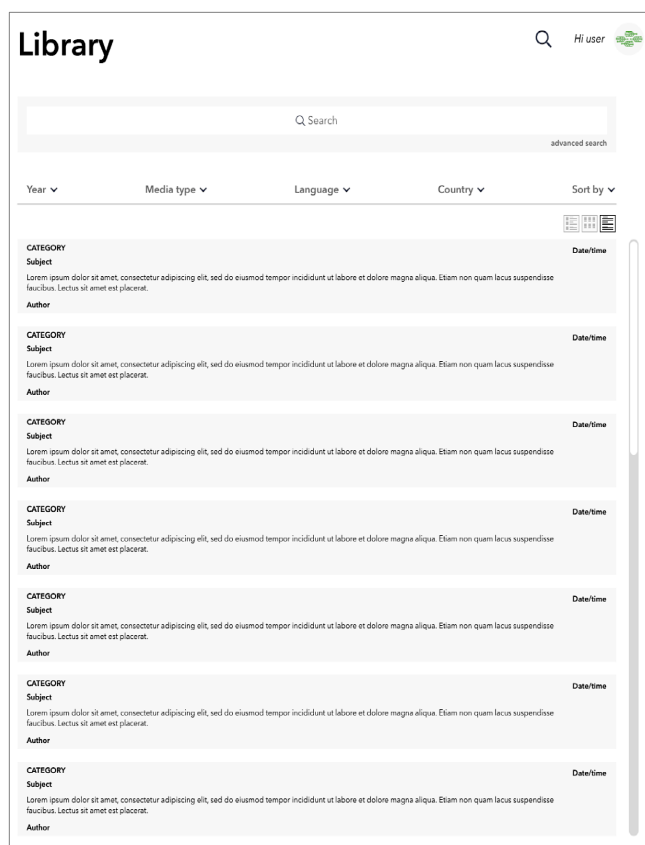 Library
Hi user
Search
advanced search
Year
Media type
Language
Country
Sort by
CATEGORY
Date/time
Subject
Lorem ipsum dolor sit amet, consectetur adipiscing elit, sed do eiusmod tempor incididunt ut labore et dolore magna aliqua. Etiam non quam lacus suspendisse
faucibus. Lectus sit amet est placerat.
Author
CATEGORY
Date/time
Subject
Lorem ipsum dolor sit amet, consectetur adipiscing elit, sed do eiusmod tempor incididunt ut labore et dolore magna aliqua. Etiam non quam lacus suspendisse
faucibus. Lectus sit amet est placerat.
Author
CATEGORY
Date/time
Subject
Lorem ipsum dolor sit amet, consectetur adipiscing elit, sed do eiusmod tempor incididunt ut labore et dolore magna aliqua. Etiam non quam lacus suspendisse
faucibus. Lectus sit amet est placerat.
Author
CATEGORY
Date/time
Subject
Lorem ipsum dolor sit amet, consectetur adipiscing elit, sed do eiusmod tempor incididunt ut labore et dolore magna aliqua. Etiam non quam lacus suspendisse
faucibus. Lectus sit amet est placerat.
Author
CATEGORY
Date/time
Subject
Lorem ipsum dolor sit amet, consectetur adipiscing elit, sed do eiusmod tempor incididunt ut labore et dolore magna aliqua. Etiam non quam lacus suspendisse
faucibus. Lectus sit amet est placerat.
Author
CATEGORY
Date/time
Subject
Lorem ipsum dolor sit amet, consectetur adipiscing elit, sed do eiusmod tempor incididunt ut labore et dolore magna aliqua. Etiam non quam lacus suspendisse
faucibus. Lectus sit amet est placerat.
Author
CATEGORY
Date/time
Subject
Lorem ipsum dolor sit amet, consectetur adipiscing elit, sed do eiusmod tempor incididunt ut labore et dolore magna aliqua. Etiam non quam lacus suspendisse
faucibus. Lectus sit amet est placerat.
Author